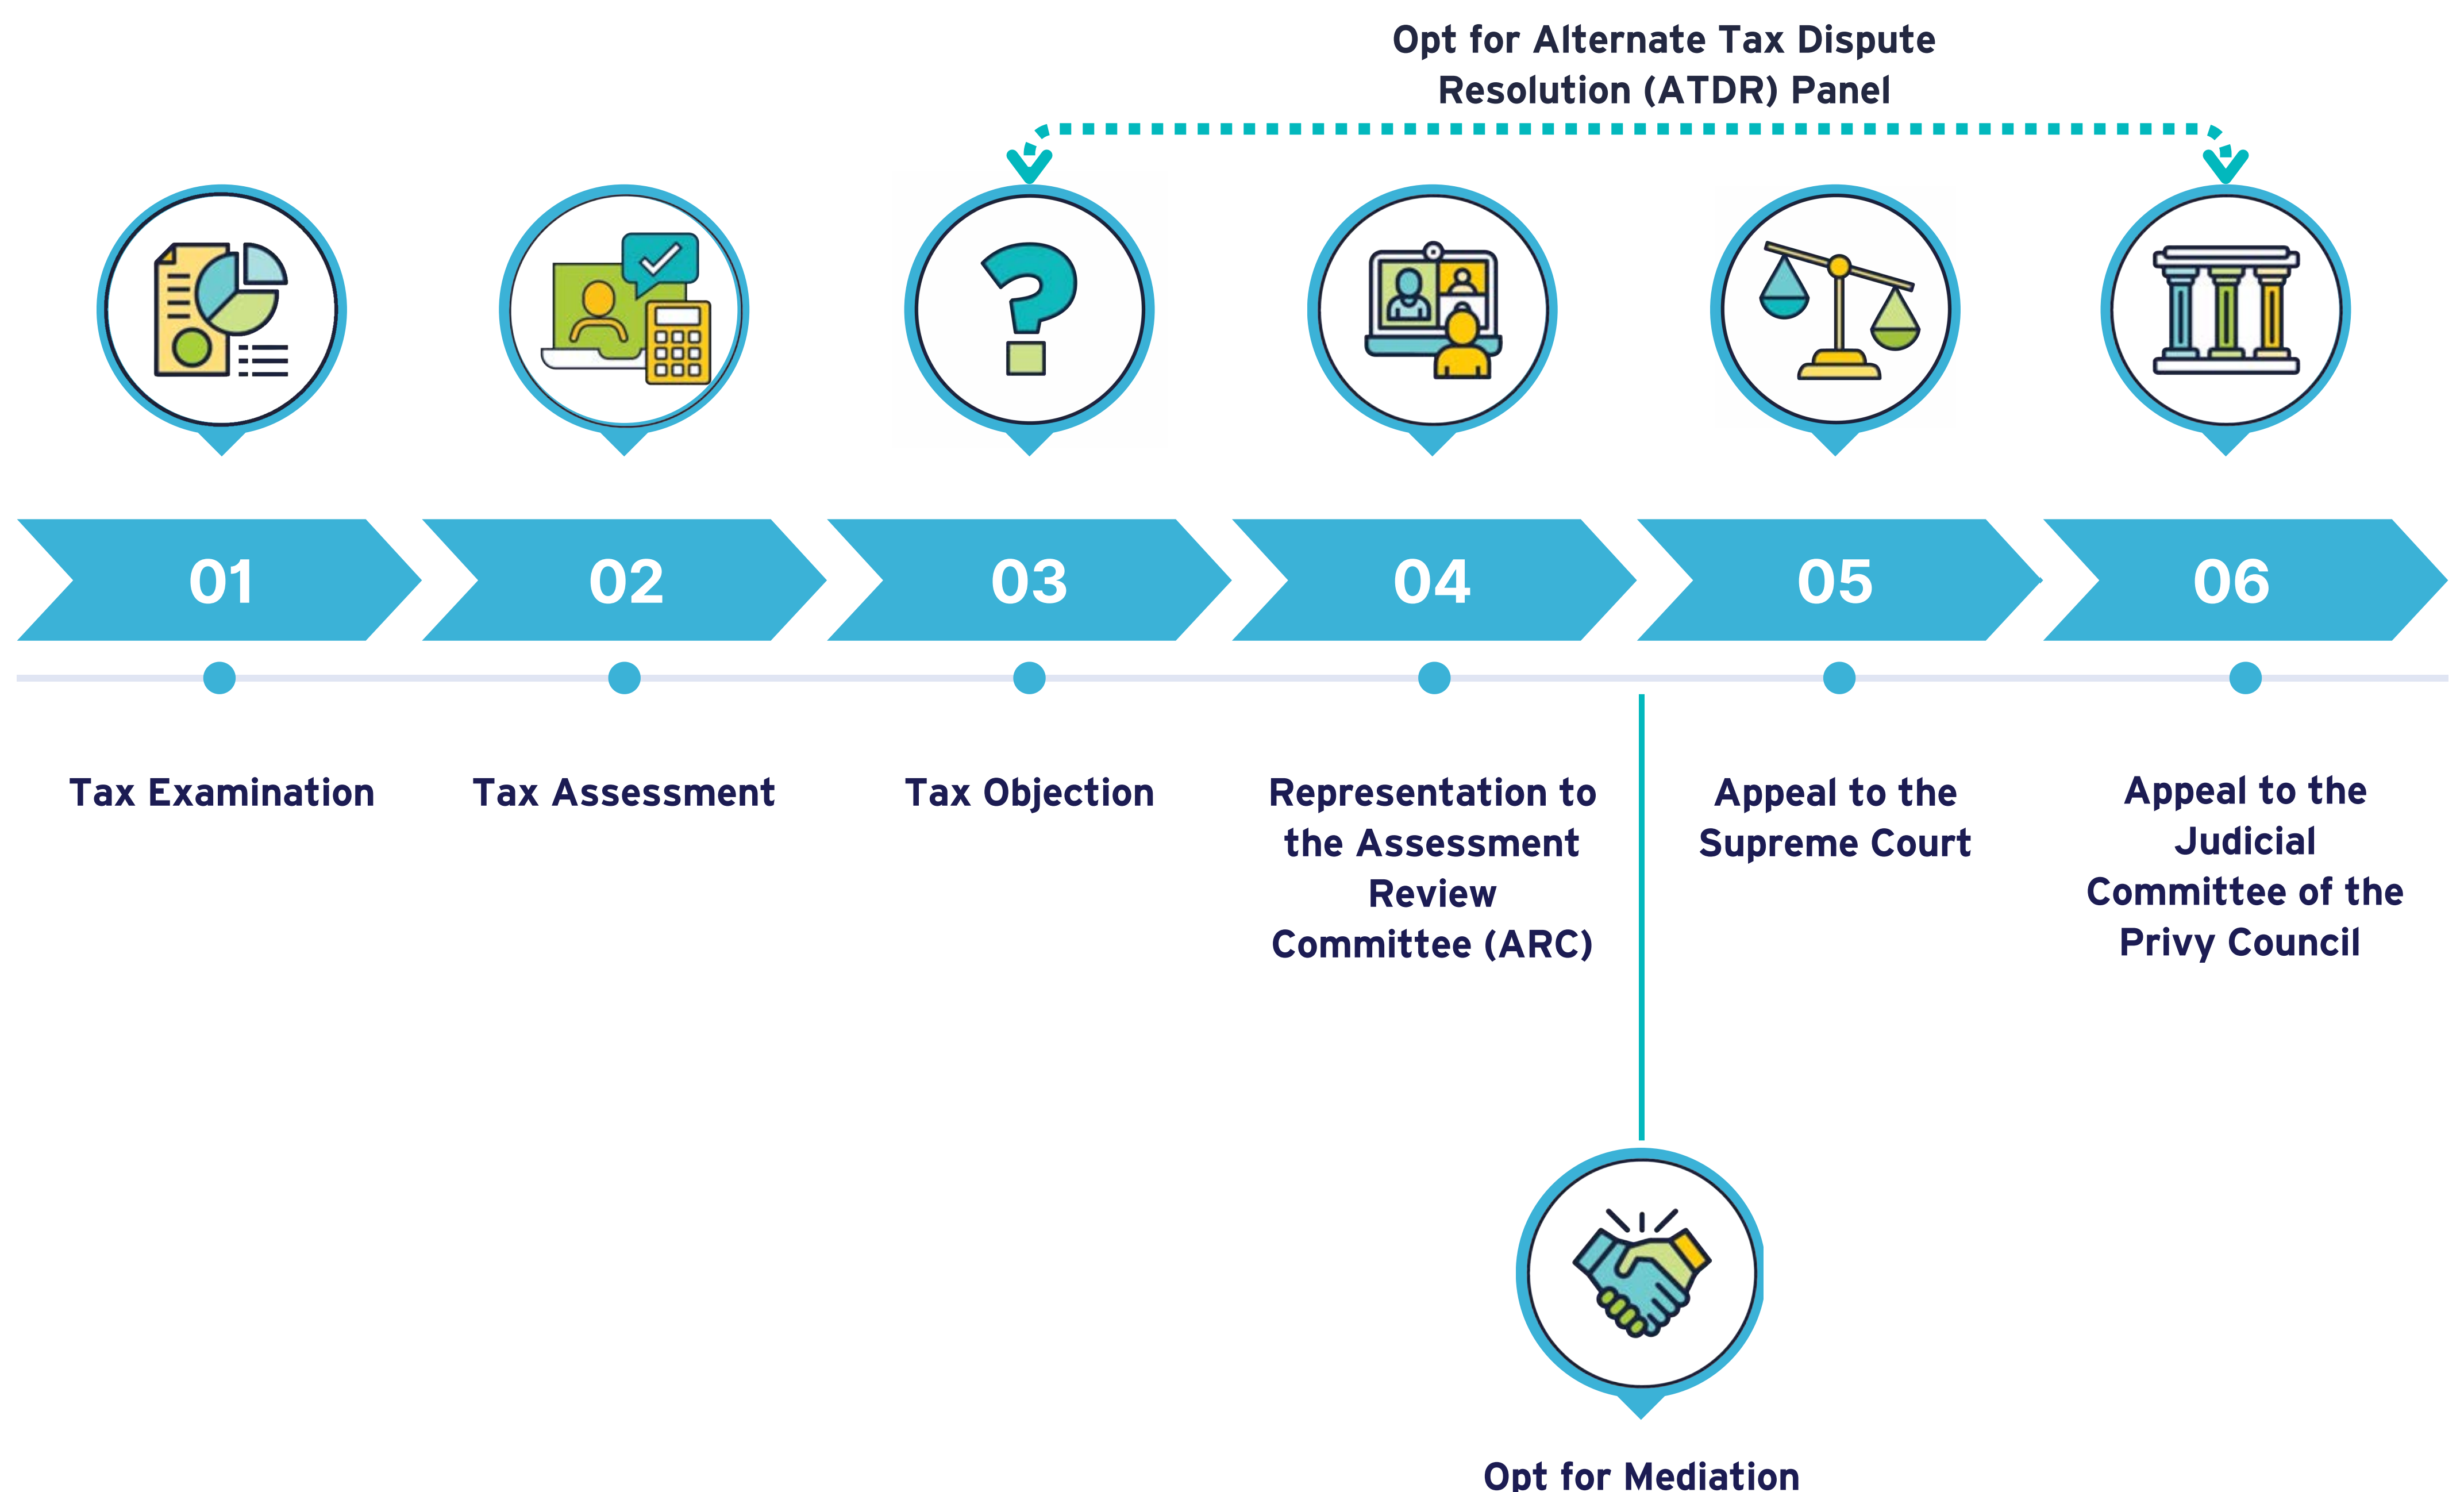 Opt for Alternate Tax Dispute
Resolution (ATDR) Panel
01
02
03
04
05
06
Tax Examination
Tax Assessment
Tax Objection
Representation to
the Assessment
Review
Committee (ARC)
Appeal to the
Supreme Court
Appeal to the
Judicial
Committee of the
Privy Council
Opt for Mediation